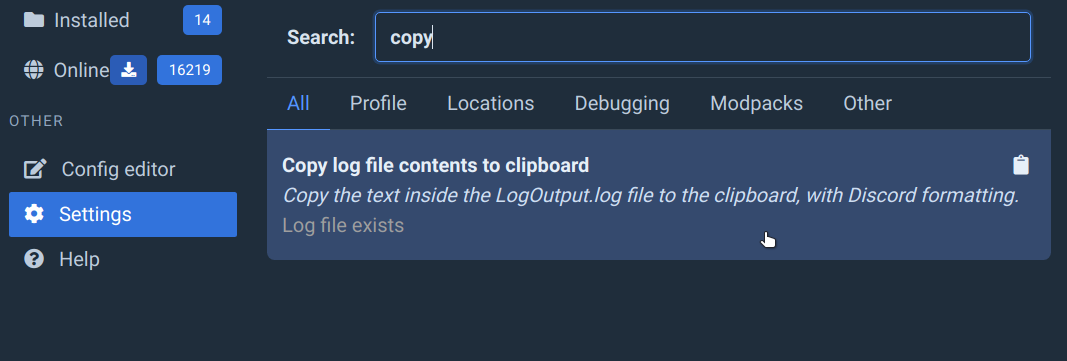 Installed 14
Online 16219
OTHER
Config editor
Settings
Help
Search: copy
All Profile Locations Debugging Modpacks Other
Copy log file contents to clipboard
Copy the text inside the LogOutput.log file to the clipboard, with Discord formatting.
Log file exists